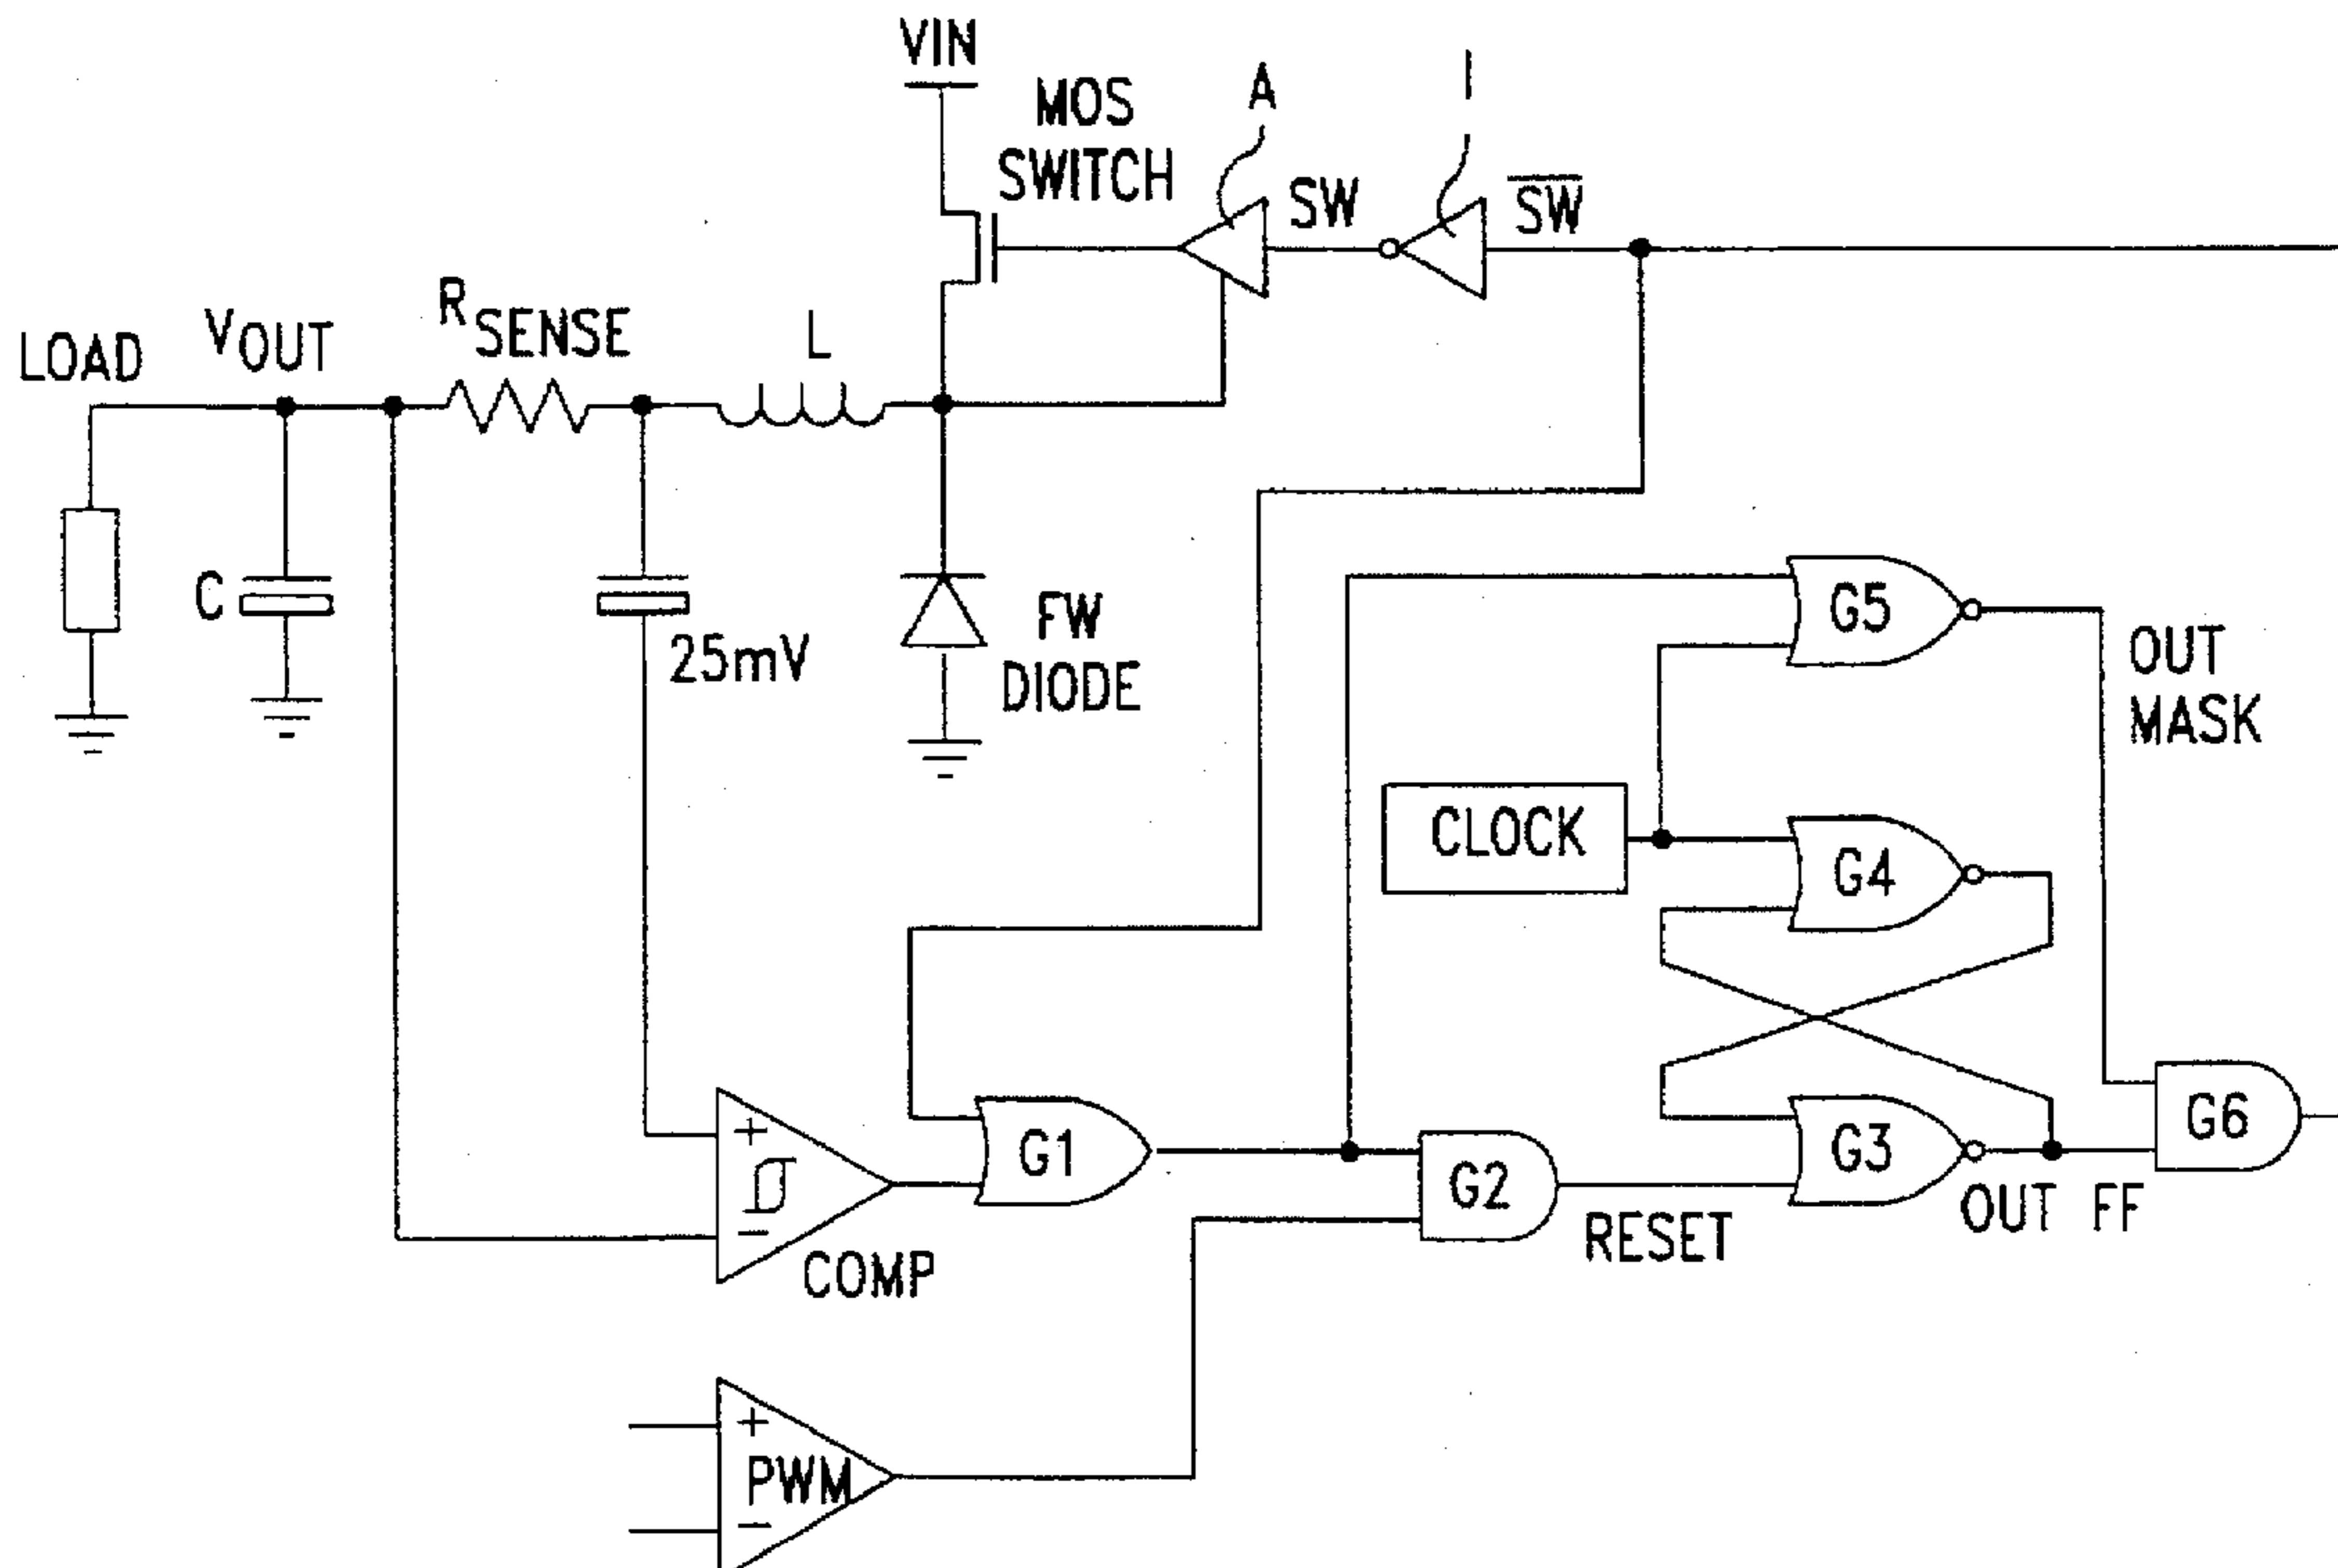 VIN
MOS
SWITCH
A
I
SW
S̅W̅
LOAD
VOUT
RSENSE
L
C
25mV
FW
DIODE
G5
OUT
MASK
CLOCK
G4
+
-
COMP
G1
G2
RESET
G3
OUT FF
G6
+
PWM
-